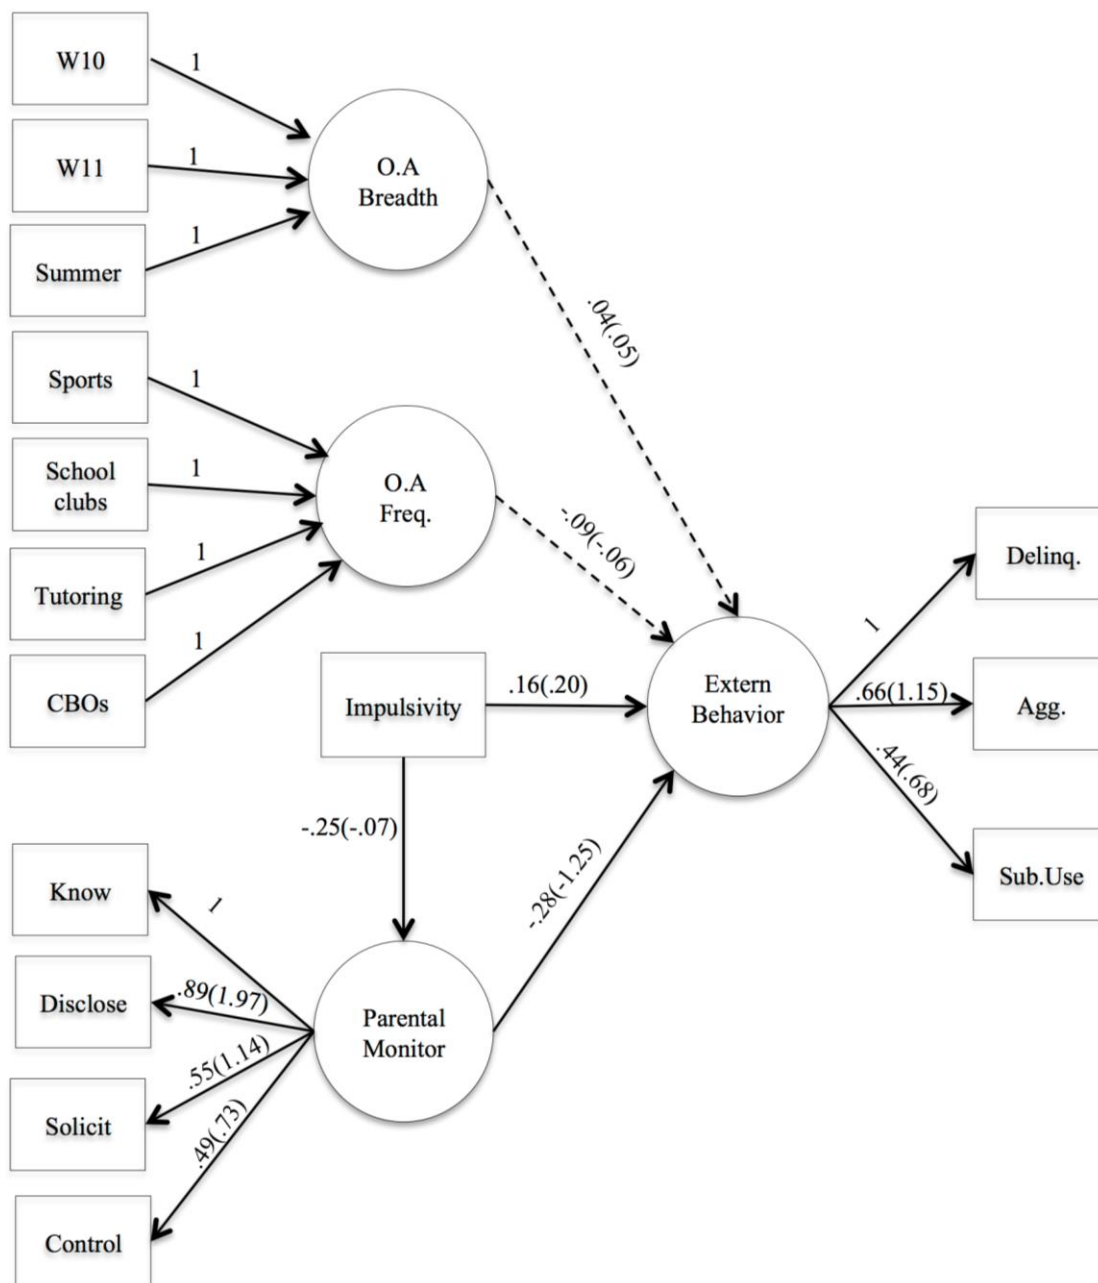 W10
1
W11
1
Summer
1
O.A
Breadth
.04(.05)
Sports
1
School
clubs
1
Tutoring
1
CBOs
1
O.A
Freq.
-.09(-.06)
Impulsivity
.16(.20)
-.25(-.07)
Extern
Behavior
1
Delinq.
.66(1.15)
Agg.
.44(.68)
Sub.Use
-.28(-1.25)
Know
1
Disclose
.89(1.97)
Solicit
.55(1.14)
Control
.49(.73)
Parental
Monitor